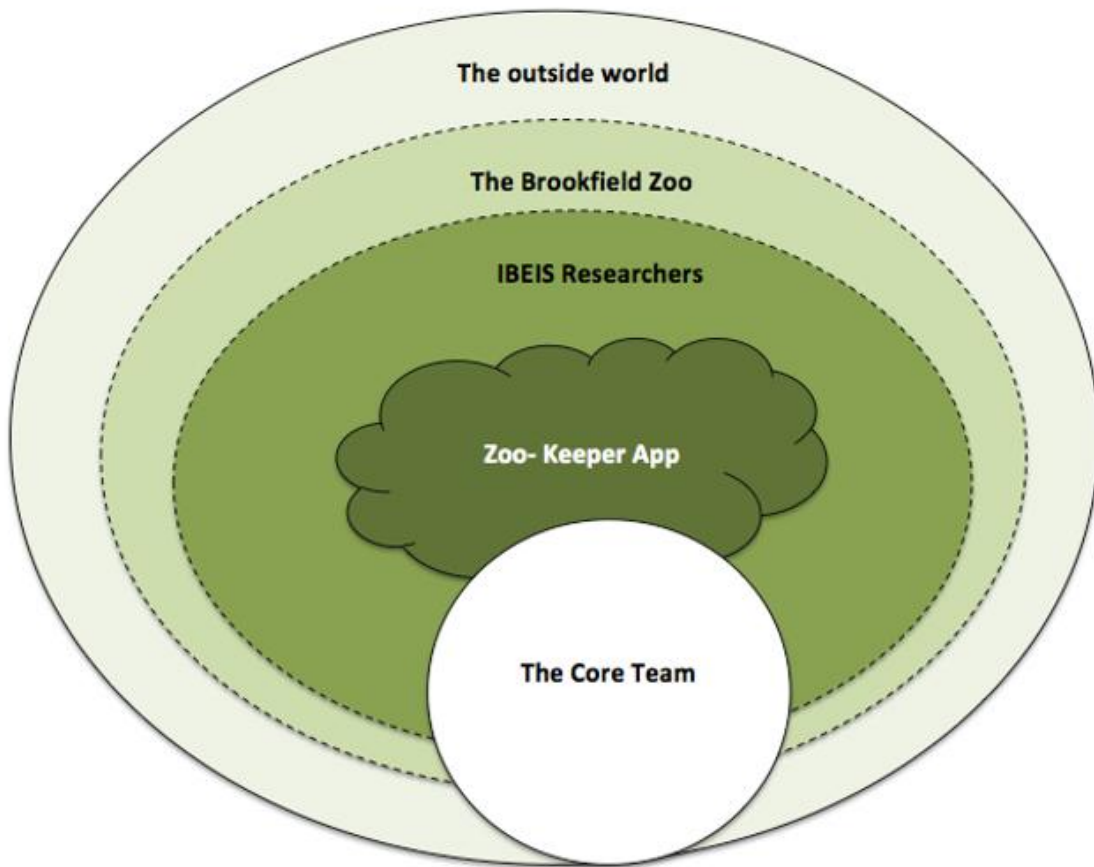 The outside world
The Brookfield Zoo
IBEIS Researchers
Zoo- Keeper App
The Core Team